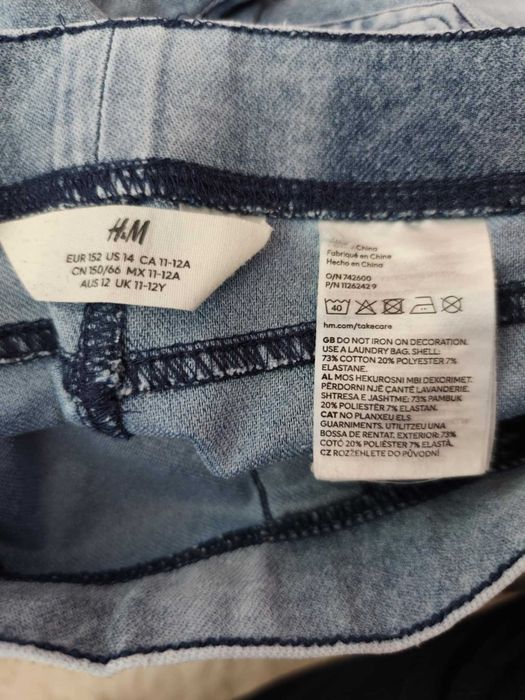 H&M
EUR 152 US 14 CA 11-12A
CN 150/66 MX 11-12A
AUS 12 UK 11-12Y
China
Fabriqué en Chine
Hecho en China
O/N 742600
P/N 11262429
40
hm.com/takecare
GB DO NOT IRON ON DECORATION.
USE A LAUNDRY BAG. SHELL:
73% COTTON 20% POLYESTER 7%
ELASTANE.
AL MOS HEKUROSNI MBI DEKORIMET.
PËRDORNI NJË ÇANTË LAVANDERIE.
SHTRESA E JASHTME: 73% PAMBUK
20% POLIESTËR 7% ELASTAN.
CAT NO PLANXEU ELS
GUARNIMENTS. UTILITZEU UNA
BOSSA DE RENTAT. EXTERIOR: 73%
COTÓ 20% POLIÈSTER 7% ELASTÀ.
CZ ROZŽEHLETE DO PŮVODNÍ